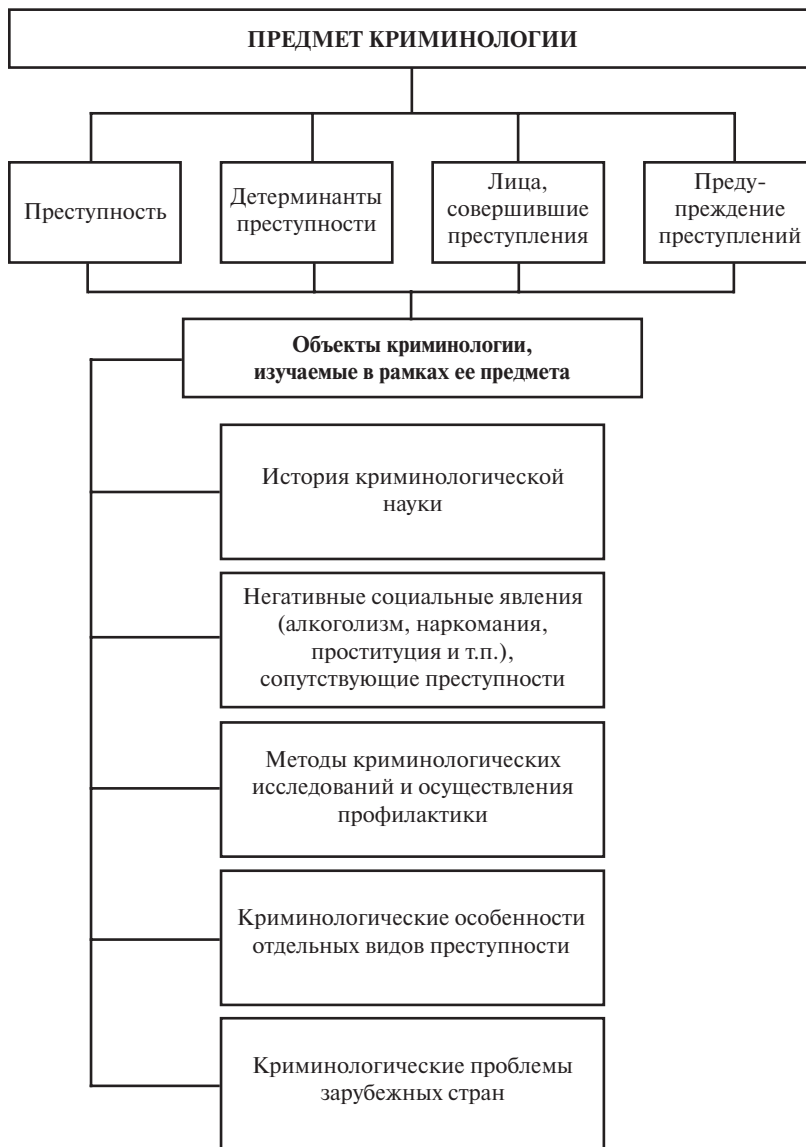 ПРЕДМЕТ КРИМИНОЛОГИИ
Преступность
Детерминанты
преступности
Лица,
совершившие
преступления
Преду-
преждение
преступлений
Объекты криминологии,
изучаемые в рамках ее предмета
История криминологической
науки
Негативные социальные явления
(алкоголизм, наркомания,
проституция и т.п.),
сопутствующие преступности
Методы криминологических
исследований и осуществления
профилактики
Криминологические особенности
отдельных видов преступности
Криминологические проблемы
зарубежных стран